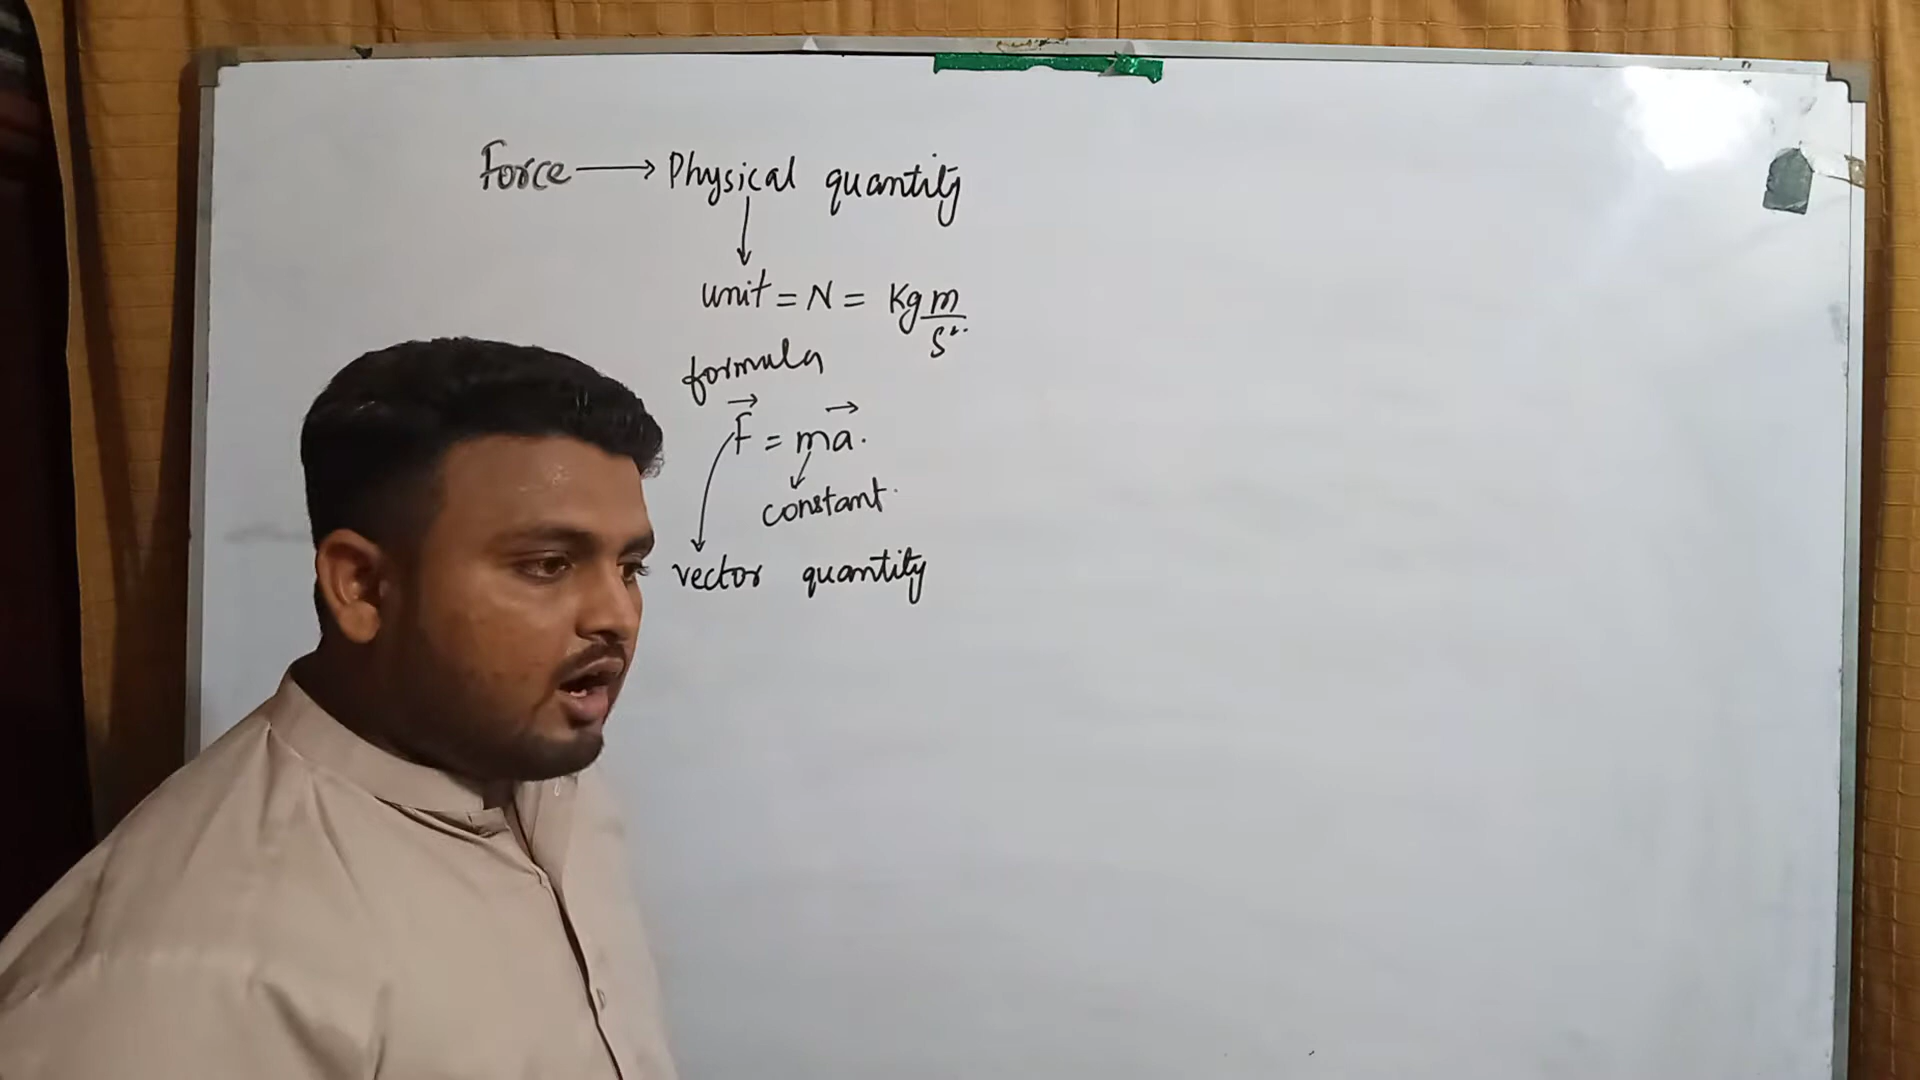 Force → Physical quantity
↓
unit = N = Kg m/s².
formula
F⃗ = ma⃗.
constant.
vector quantity